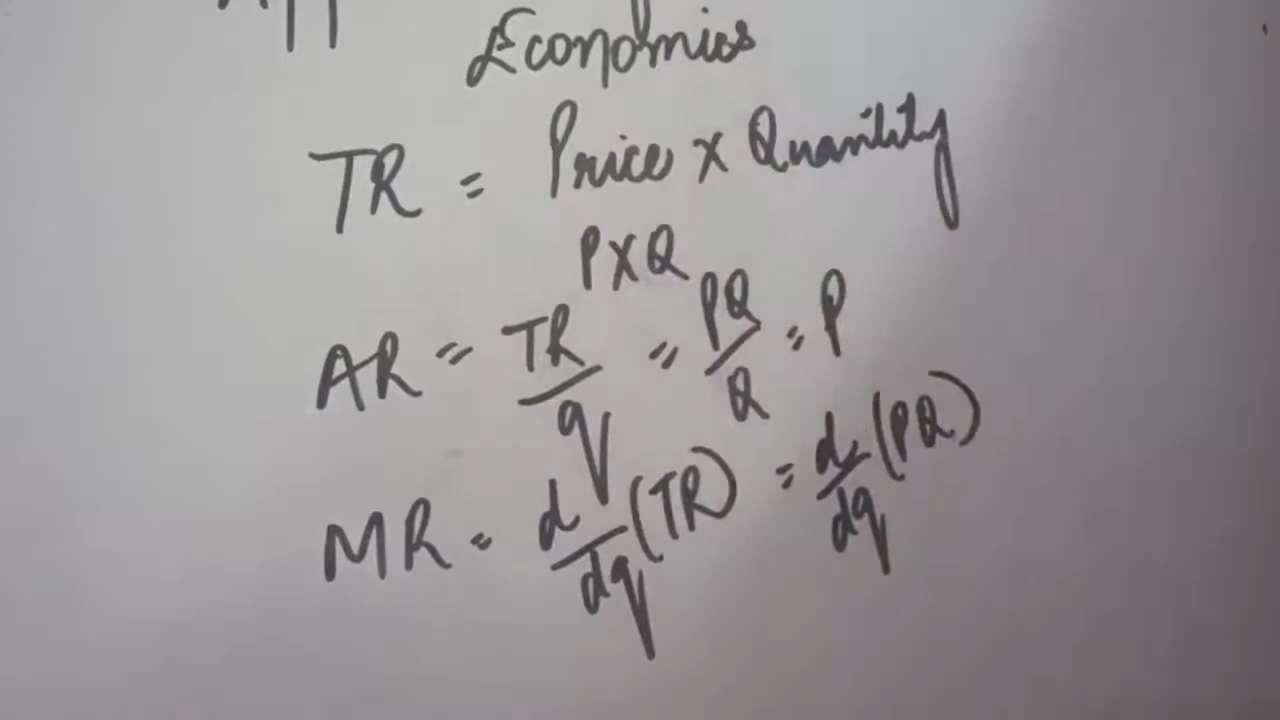 Economics
TR = Price x Quantity
PXQ
AR = TR/q = PQ/Q = P
MR = d/dq (TR) = d/dq (PQ)